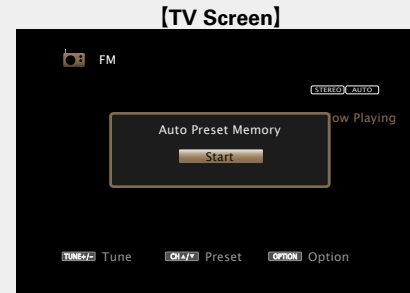 【TV Screen】
FM
STEREO AUTO
ow Playing
Auto Preset Memory
Start
TUNE+/- Tune CH▲/▼ Preset OPTION Option